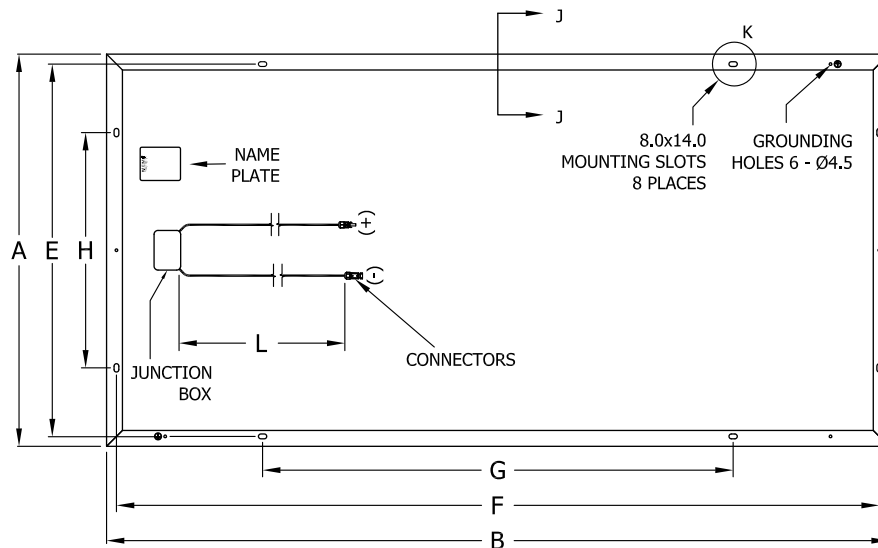 J
K
J
8.0x14.0
MOUNTING SLOTS
8 PLACES
GROUNDING
HOLES 6 - Ø4.5
NAME
PLATE
(+)
(-)
A
E
H
L
CONNECTORS
JUNCTION
BOX
G
F
B